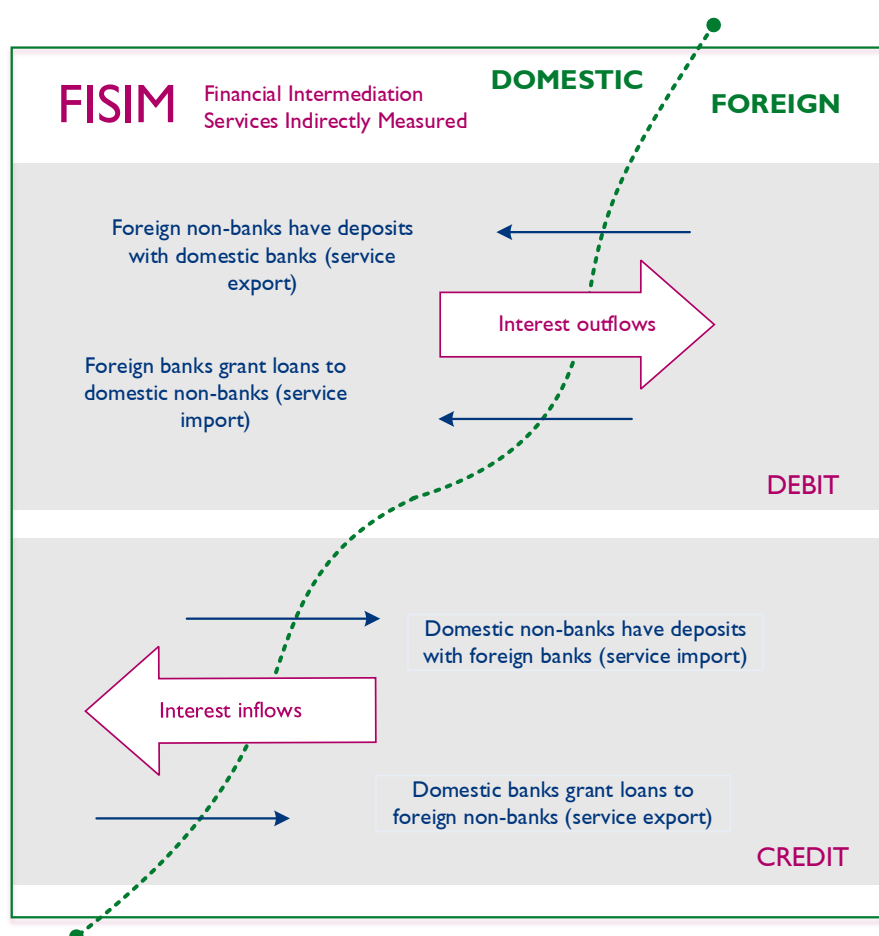 FISIM
Financial Intermediation
Services Indirectly Measured
DOMESTIC
FOREIGN
Foreign non-banks have deposits
with domestic banks (service
export)
Interest outflows
Foreign banks grant loans to
domestic non-banks (service
import)
DEBIT
Domestic non-banks have deposits
with foreign banks (service import)
Interest inflows
Domestic banks grant loans to
foreign non-banks (service export)
CREDIT